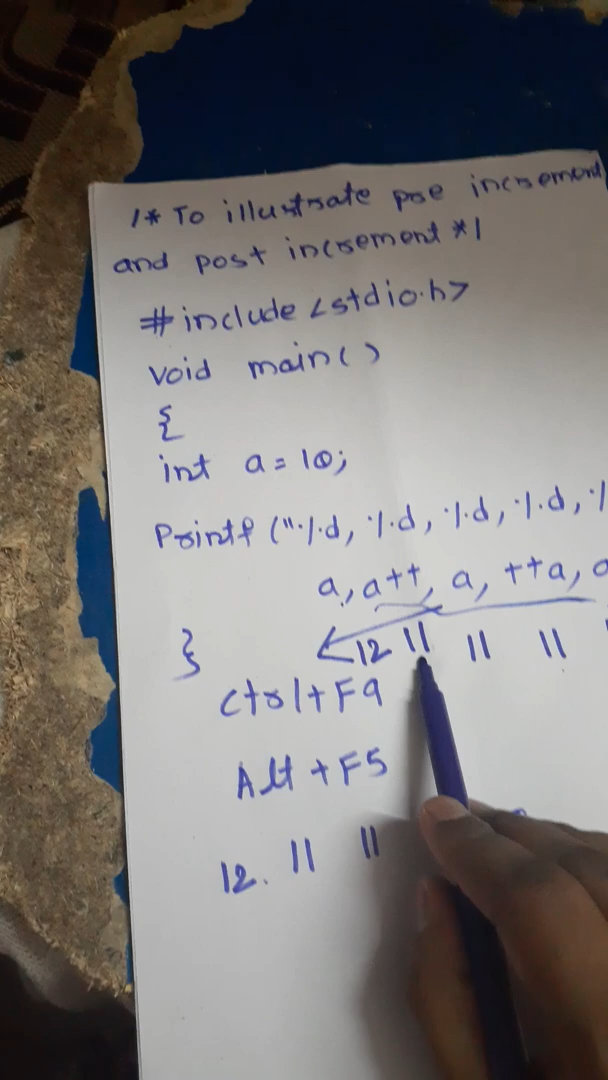 /* To illustrate pre increment
and post increment */
#include <stdio.h>
void main()
{
int a = 10;
Printf ("%d, %d, %d, %d, %
a, a++, a, ++a, a
} 12 11 11 11
Ctrl + F9
Alt + F5
12. 11 11